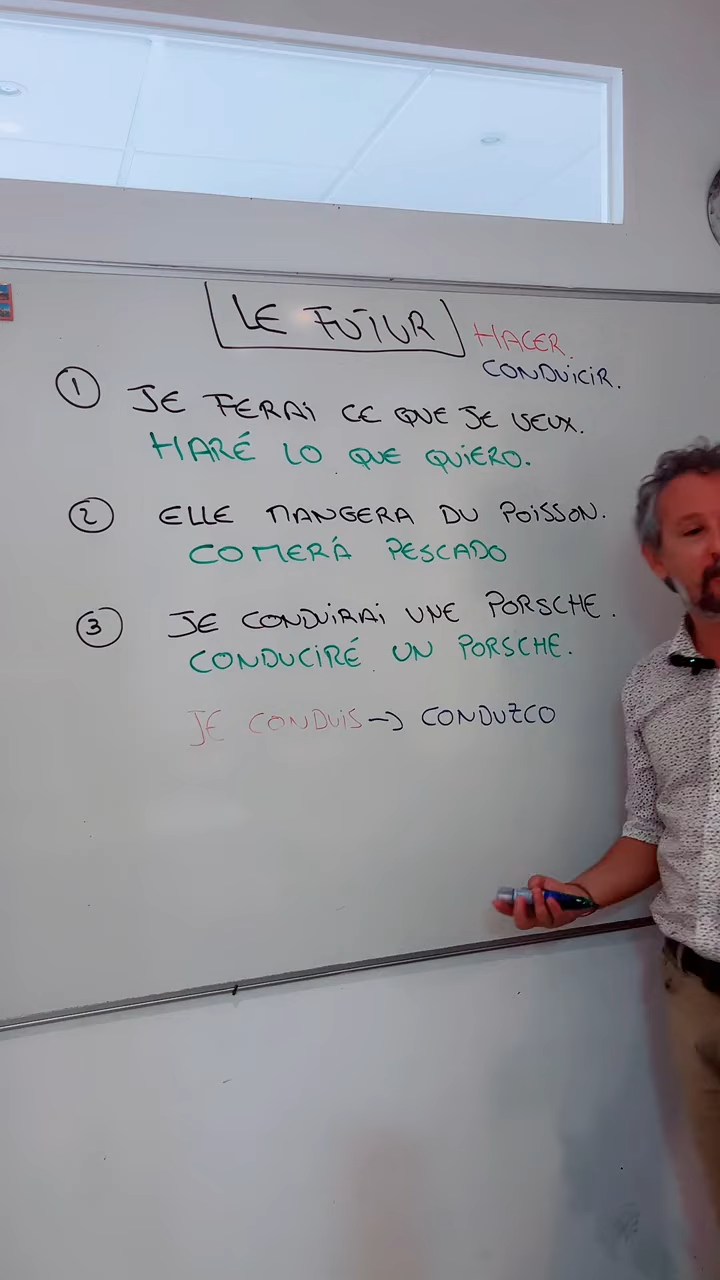 LE FUTUR
HACER
CONDUICIR.
1 JE FERAI CE QUE JE VEUX.
HARÉ LO QUE QUIERO.
2 ELLE MANGERA DU POISSON.
COMERÁ PESCADO
3 JE CONDUIRAI UNE PORSCHE.
CONDUCIRÉ UN PORSCHE.
JE CONDUIS → CONDUZCO